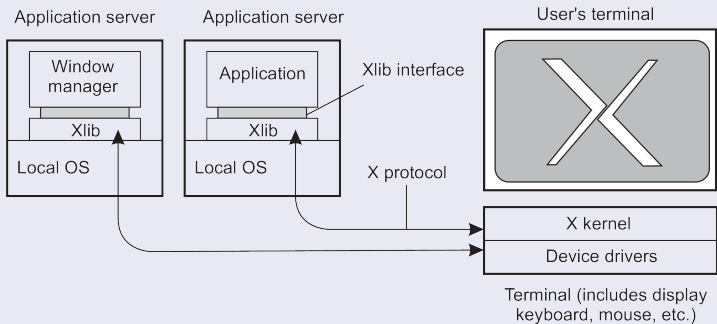 Application server
Application server
User's terminal
Window
manager
Application
Xlib interface
Xlib
Xlib
Local OS
Local OS
X protocol
X kernel
Device drivers
Terminal (includes display
keyboard, mouse, etc.)